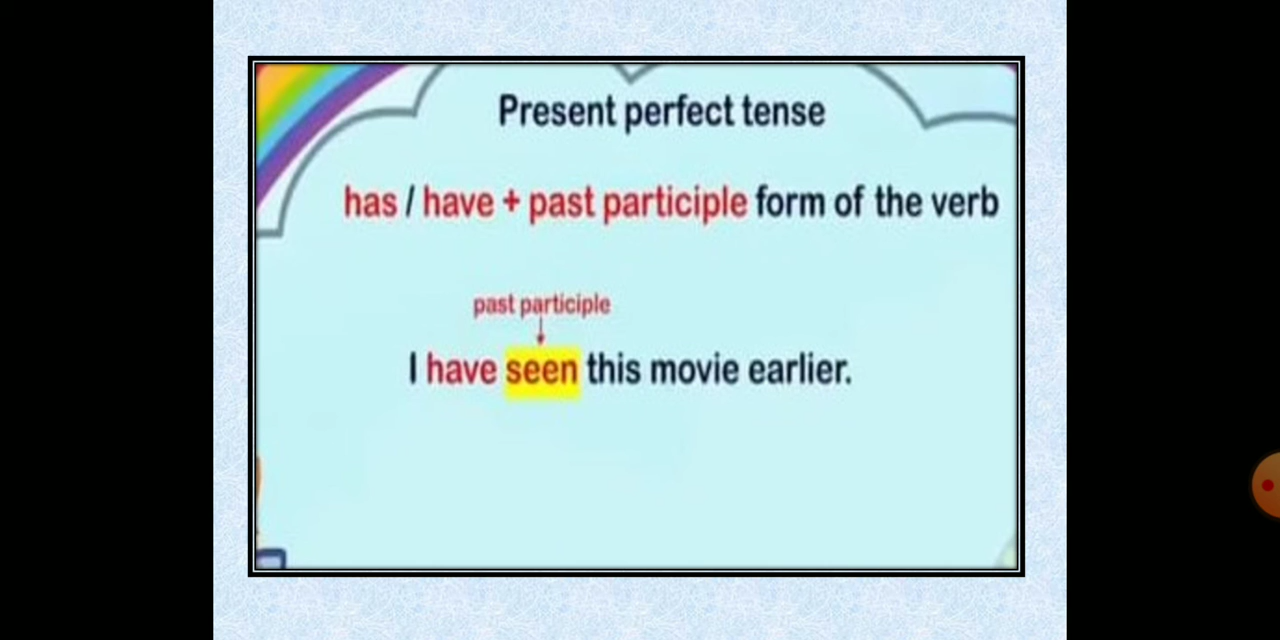 Present perfect tense
has / have + past participle form of the verb
past participle
I have seen this movie earlier.